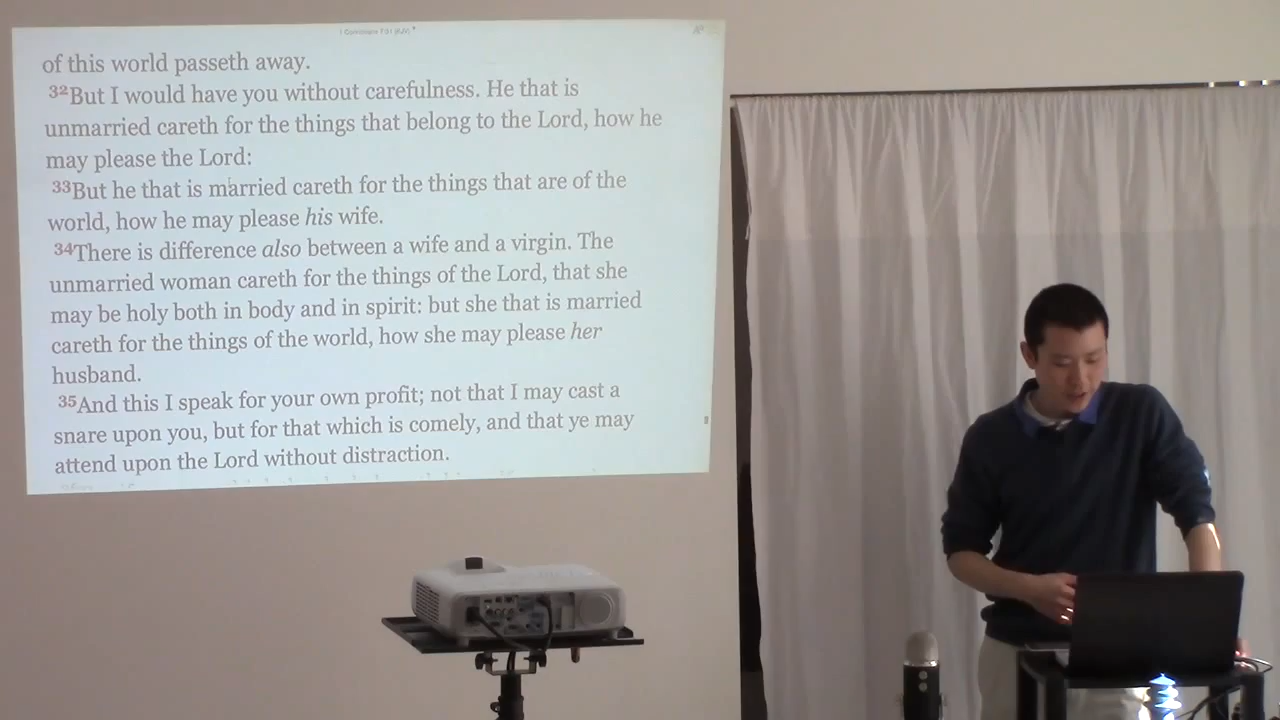 1 Corinthians 7:31 (KJV)
of this world passeth away.
32But I would have you without carefulness. He that is
unmarried careth for the things that belong to the Lord, how he
may please the Lord:
33But he that is married careth for the things that are of the
world, how he may please his wife.
34There is difference also between a wife and a virgin. The
unmarried woman careth for the things of the Lord, that she
may be holy both in body and in spirit: but she that is married
careth for the things of the world, how she may please her
husband.
35And this I speak for your own profit; not that I may cast a
snare upon you, but for that which is comely, and that ye may
attend upon the Lord without distraction.